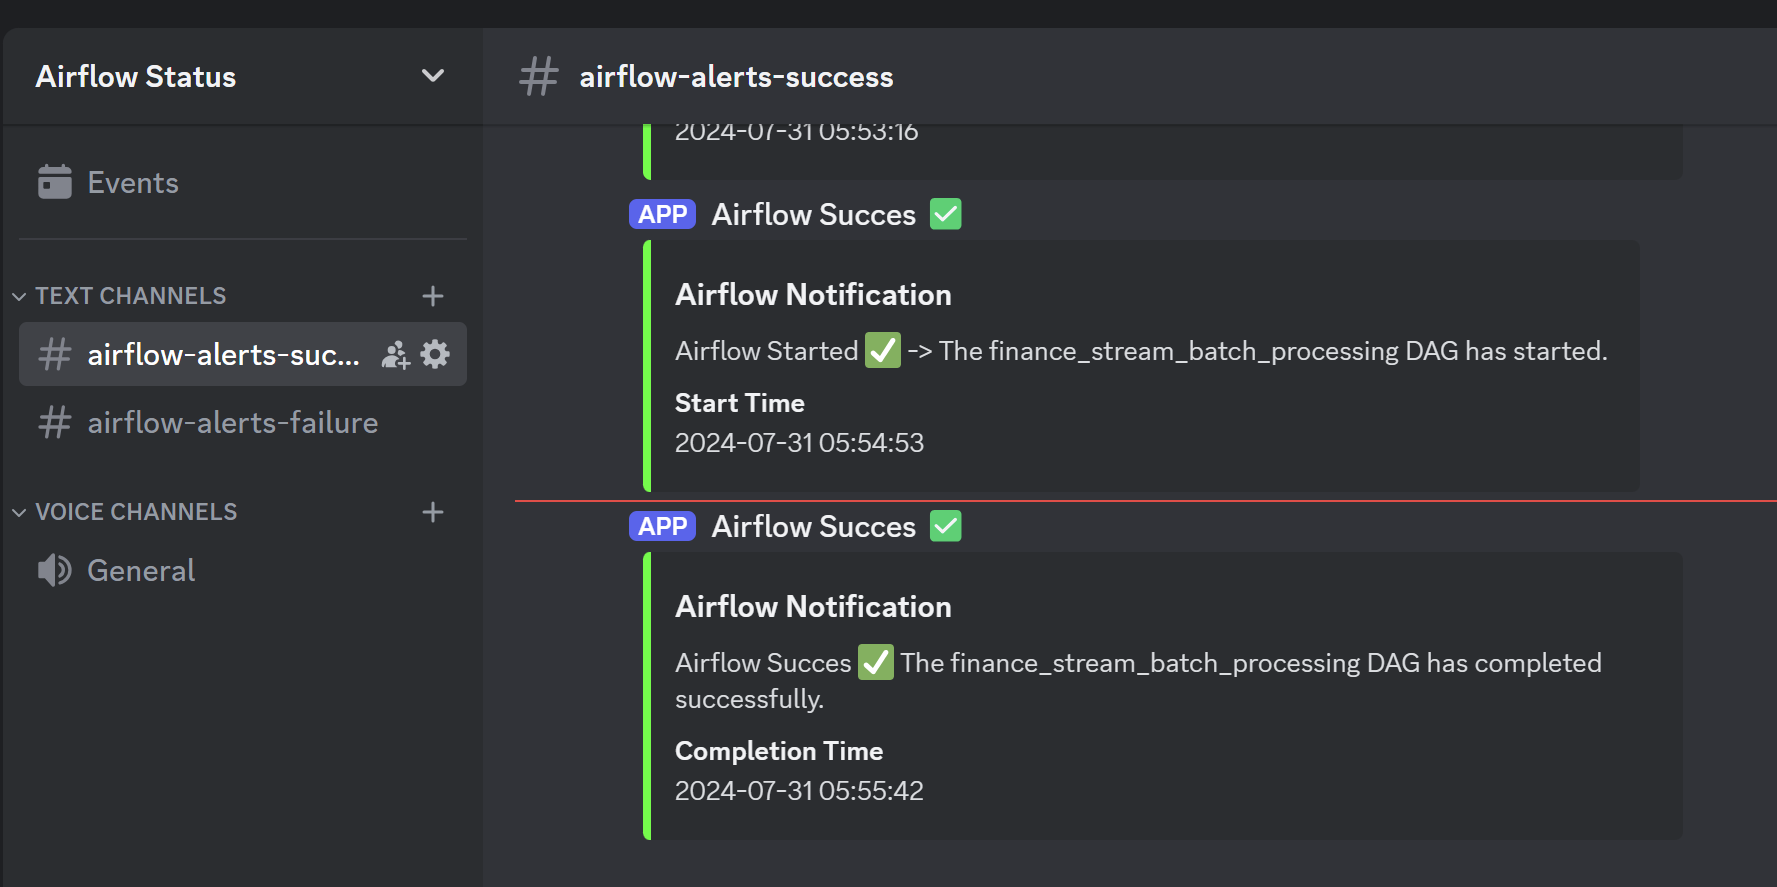 Airflow Status
Events
TEXT CHANNELS
airflow-alerts-suc...
airflow-alerts-failure
VOICE CHANNELS
General
airflow-alerts-success
2024-07-31 05:53:16
APP Airflow Succes ✅
Airflow Notification
Airflow Started ✅ -> The finance_stream_batch_processing DAG has started.
Start Time
2024-07-31 05:54:53
APP Airflow Succes ✅
Airflow Notification
Airflow Succes ✅ The finance_stream_batch_processing DAG has completed
successfully.
Completion Time
2024-07-31 05:55:42